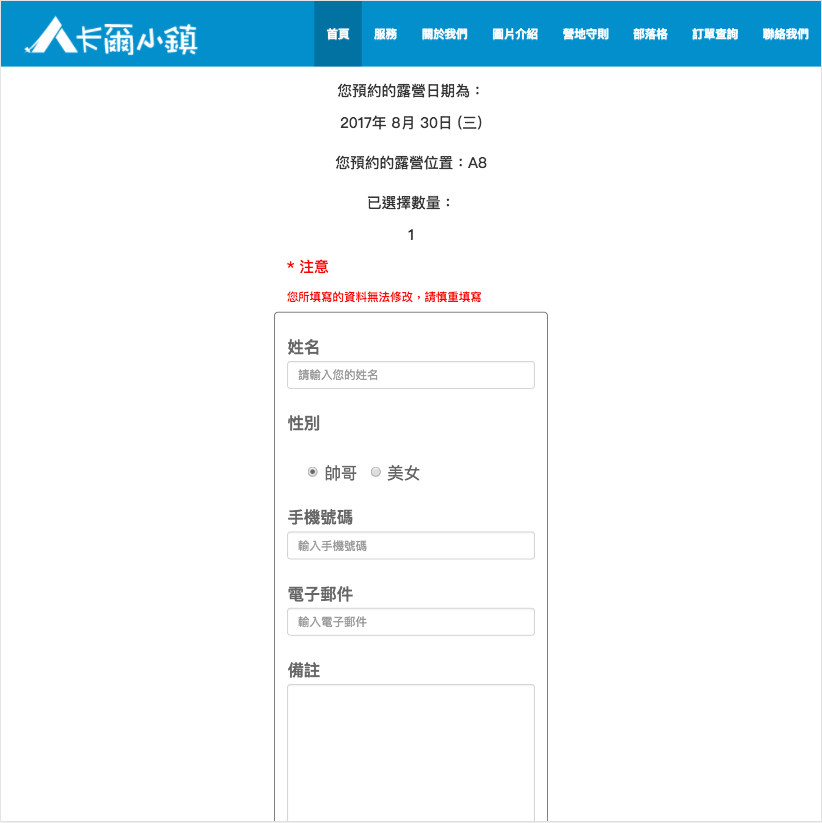 卡爾小鎮
首頁 服務 關於我們 圖片介紹 營地守則 部落格 訂單查詢 聯絡我們
您預約的露營日期為：
2017年 8月 30日 (三)
您預約的露營位置：A8
已選擇數量：
1
* 注意
您所填寫的資料無法修改，請慎重填寫
姓名
請輸入您的姓名
性別
帥哥 美女
手機號碼
輸入手機號碼
電子郵件
輸入電子郵件
備註